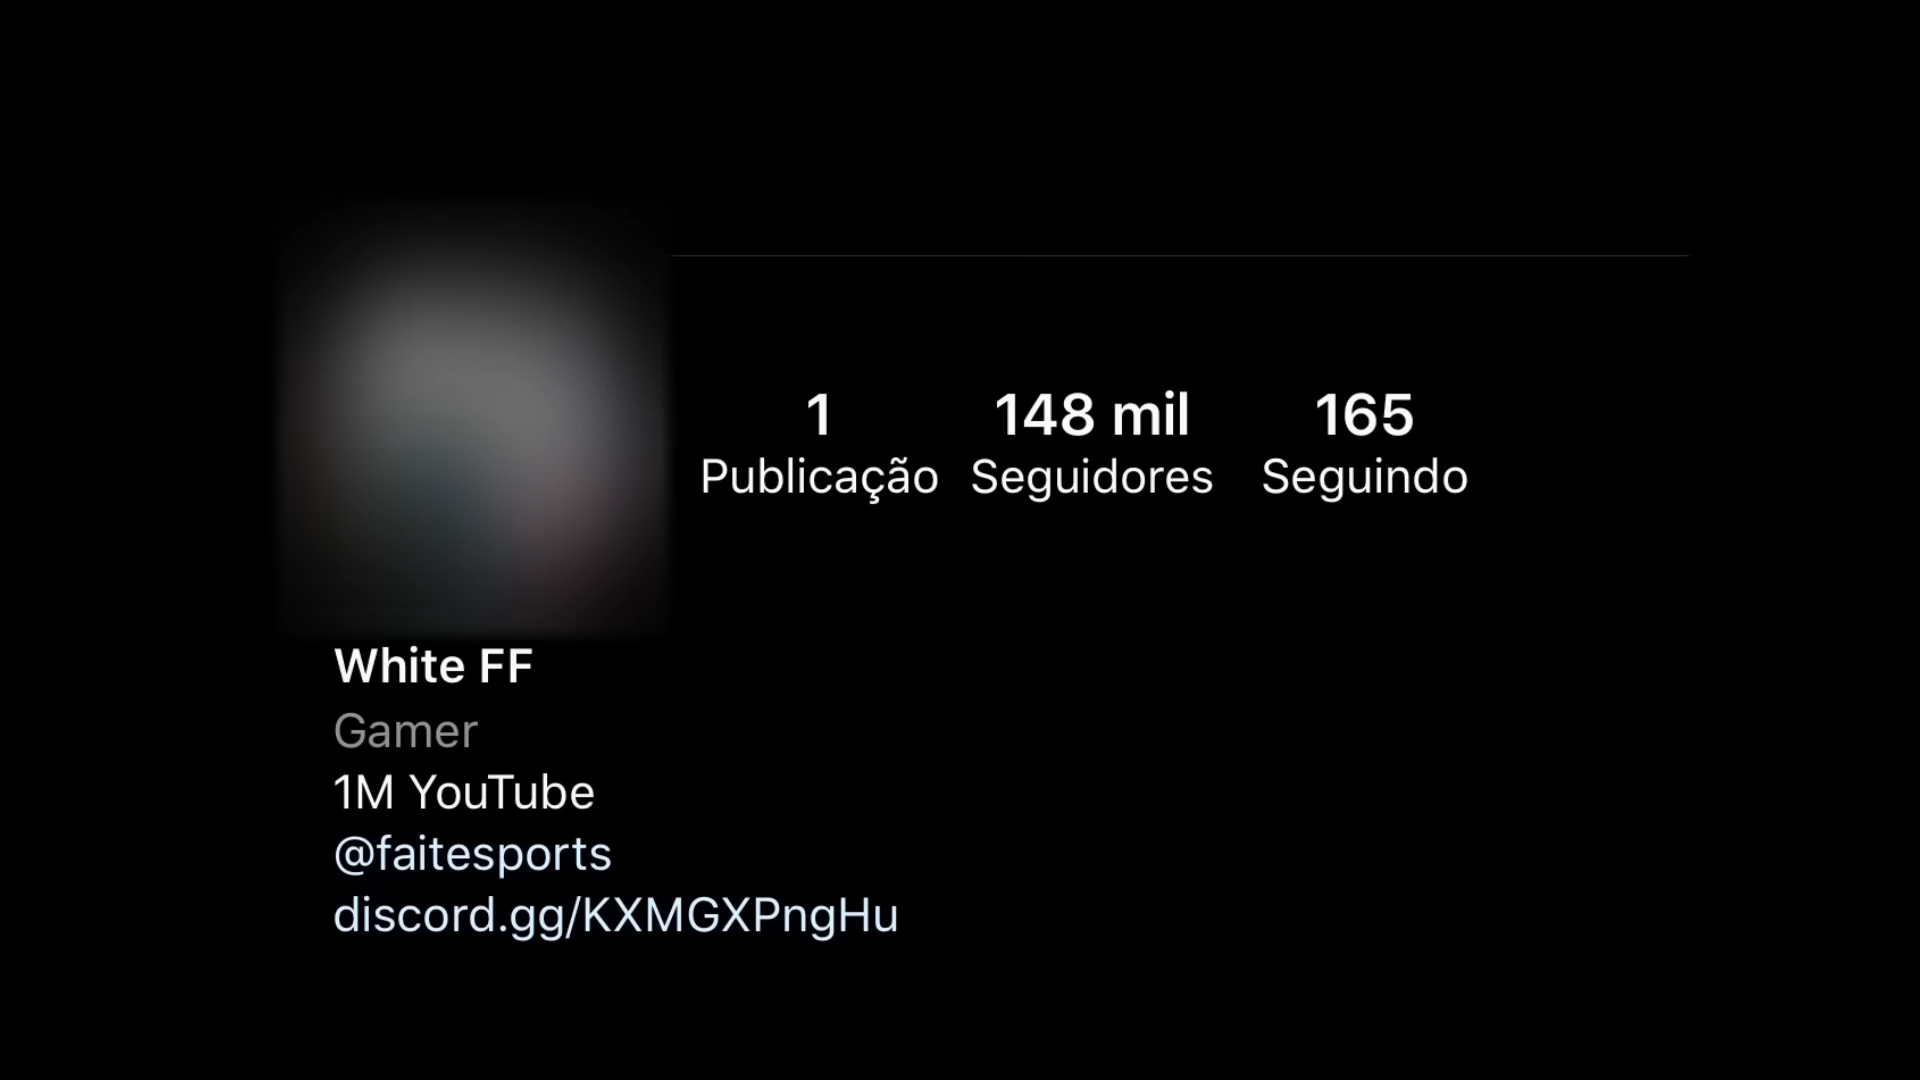 1 148 mil 165
Publicação Seguidores Seguindo
White FF
Gamer
1M YouTube
@faitesports
discord.gg/KXMGXPngHu